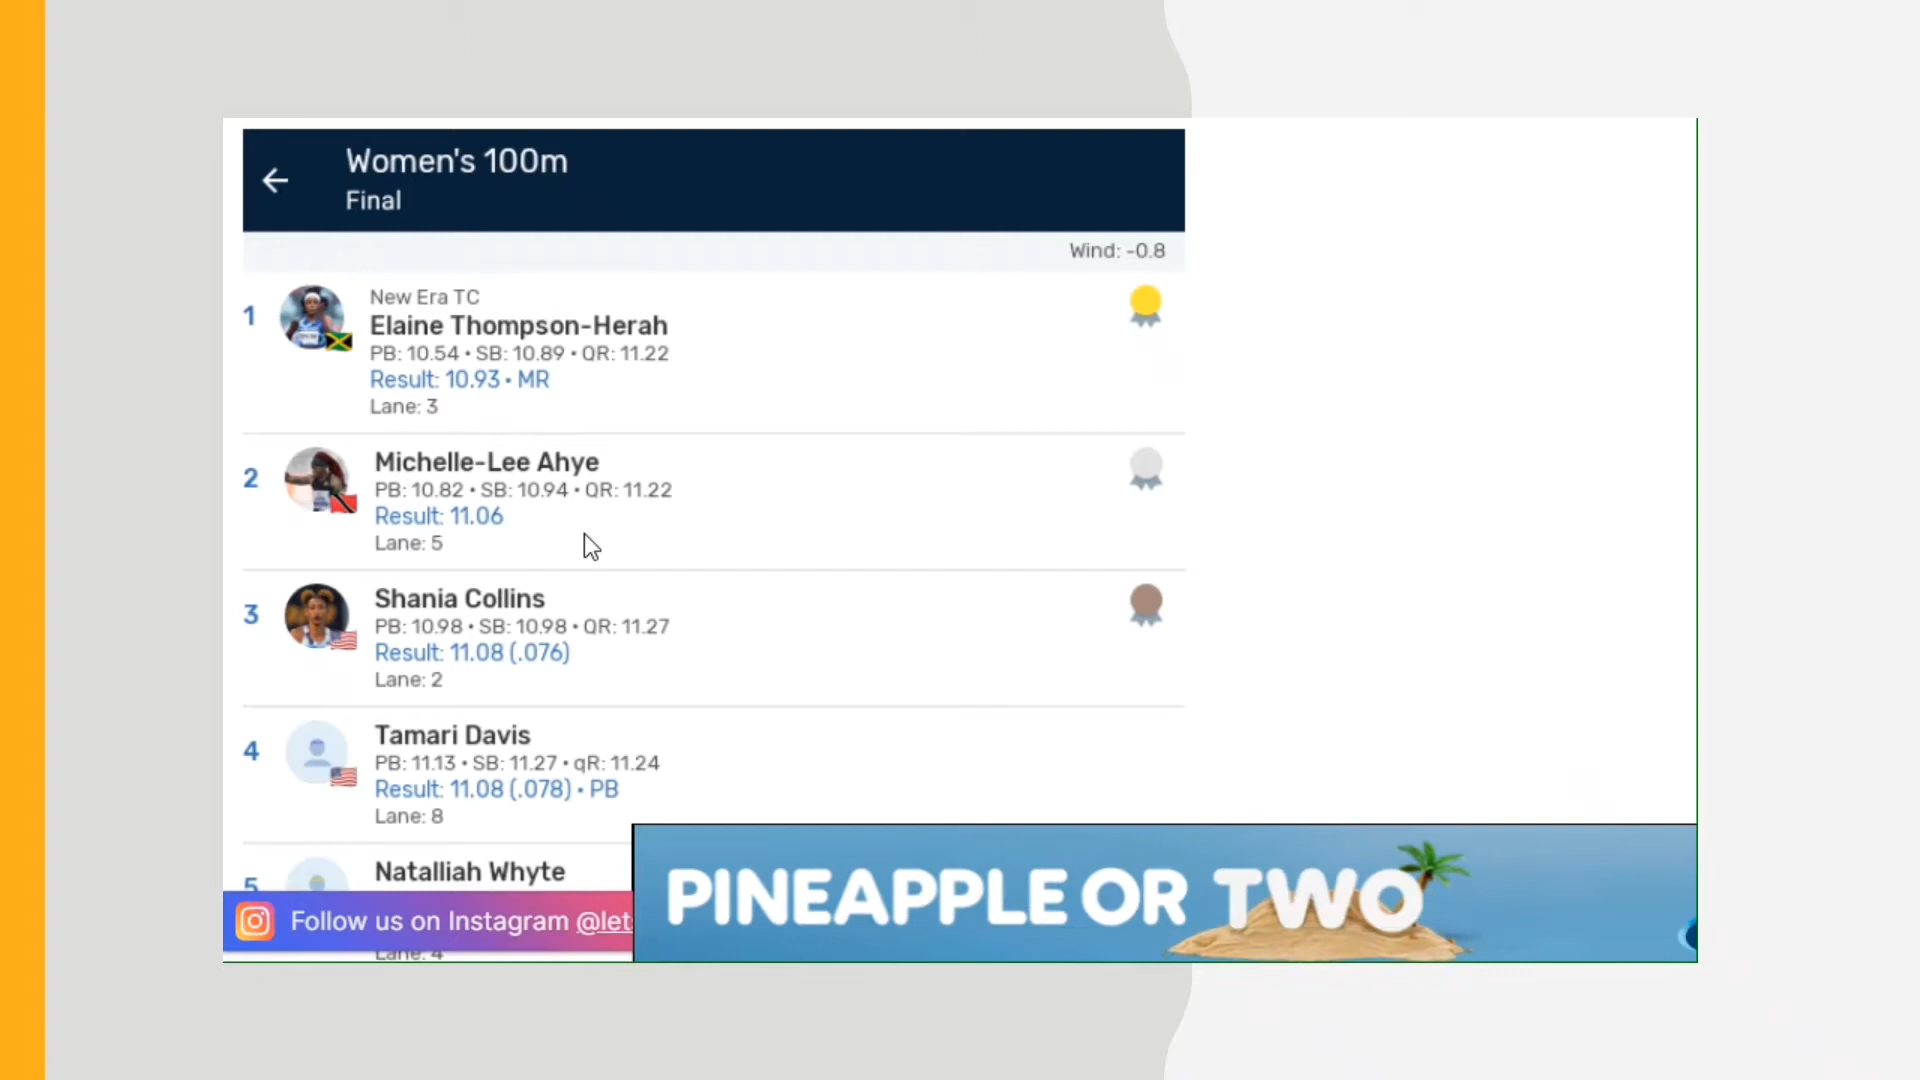 Women's 100m
Final
Wind: -0.8
1
New Era TC
Elaine Thompson-Herah
PB: 10.54 • SB: 10.89 • QR: 11.22
Result: 10.93 • MR
Lane: 3
2
Michelle-Lee Ahye
PB: 10.82 • SB: 10.94 • QR: 11.22
Result: 11.06
Lane: 5
3
Shania Collins
PB: 10.98 • SB: 10.98 • QR: 11.27
Result: 11.08 (.076)
Lane: 2
4
Tamari Davis
PB: 11.13 • SB: 11.27 • qR: 11.24
Result: 11.08 (.078) • PB
Lane: 8
5
Natalliah Whyte
Follow us on Instagram @let
Lane: 4
PINEAPPLE OR TWO